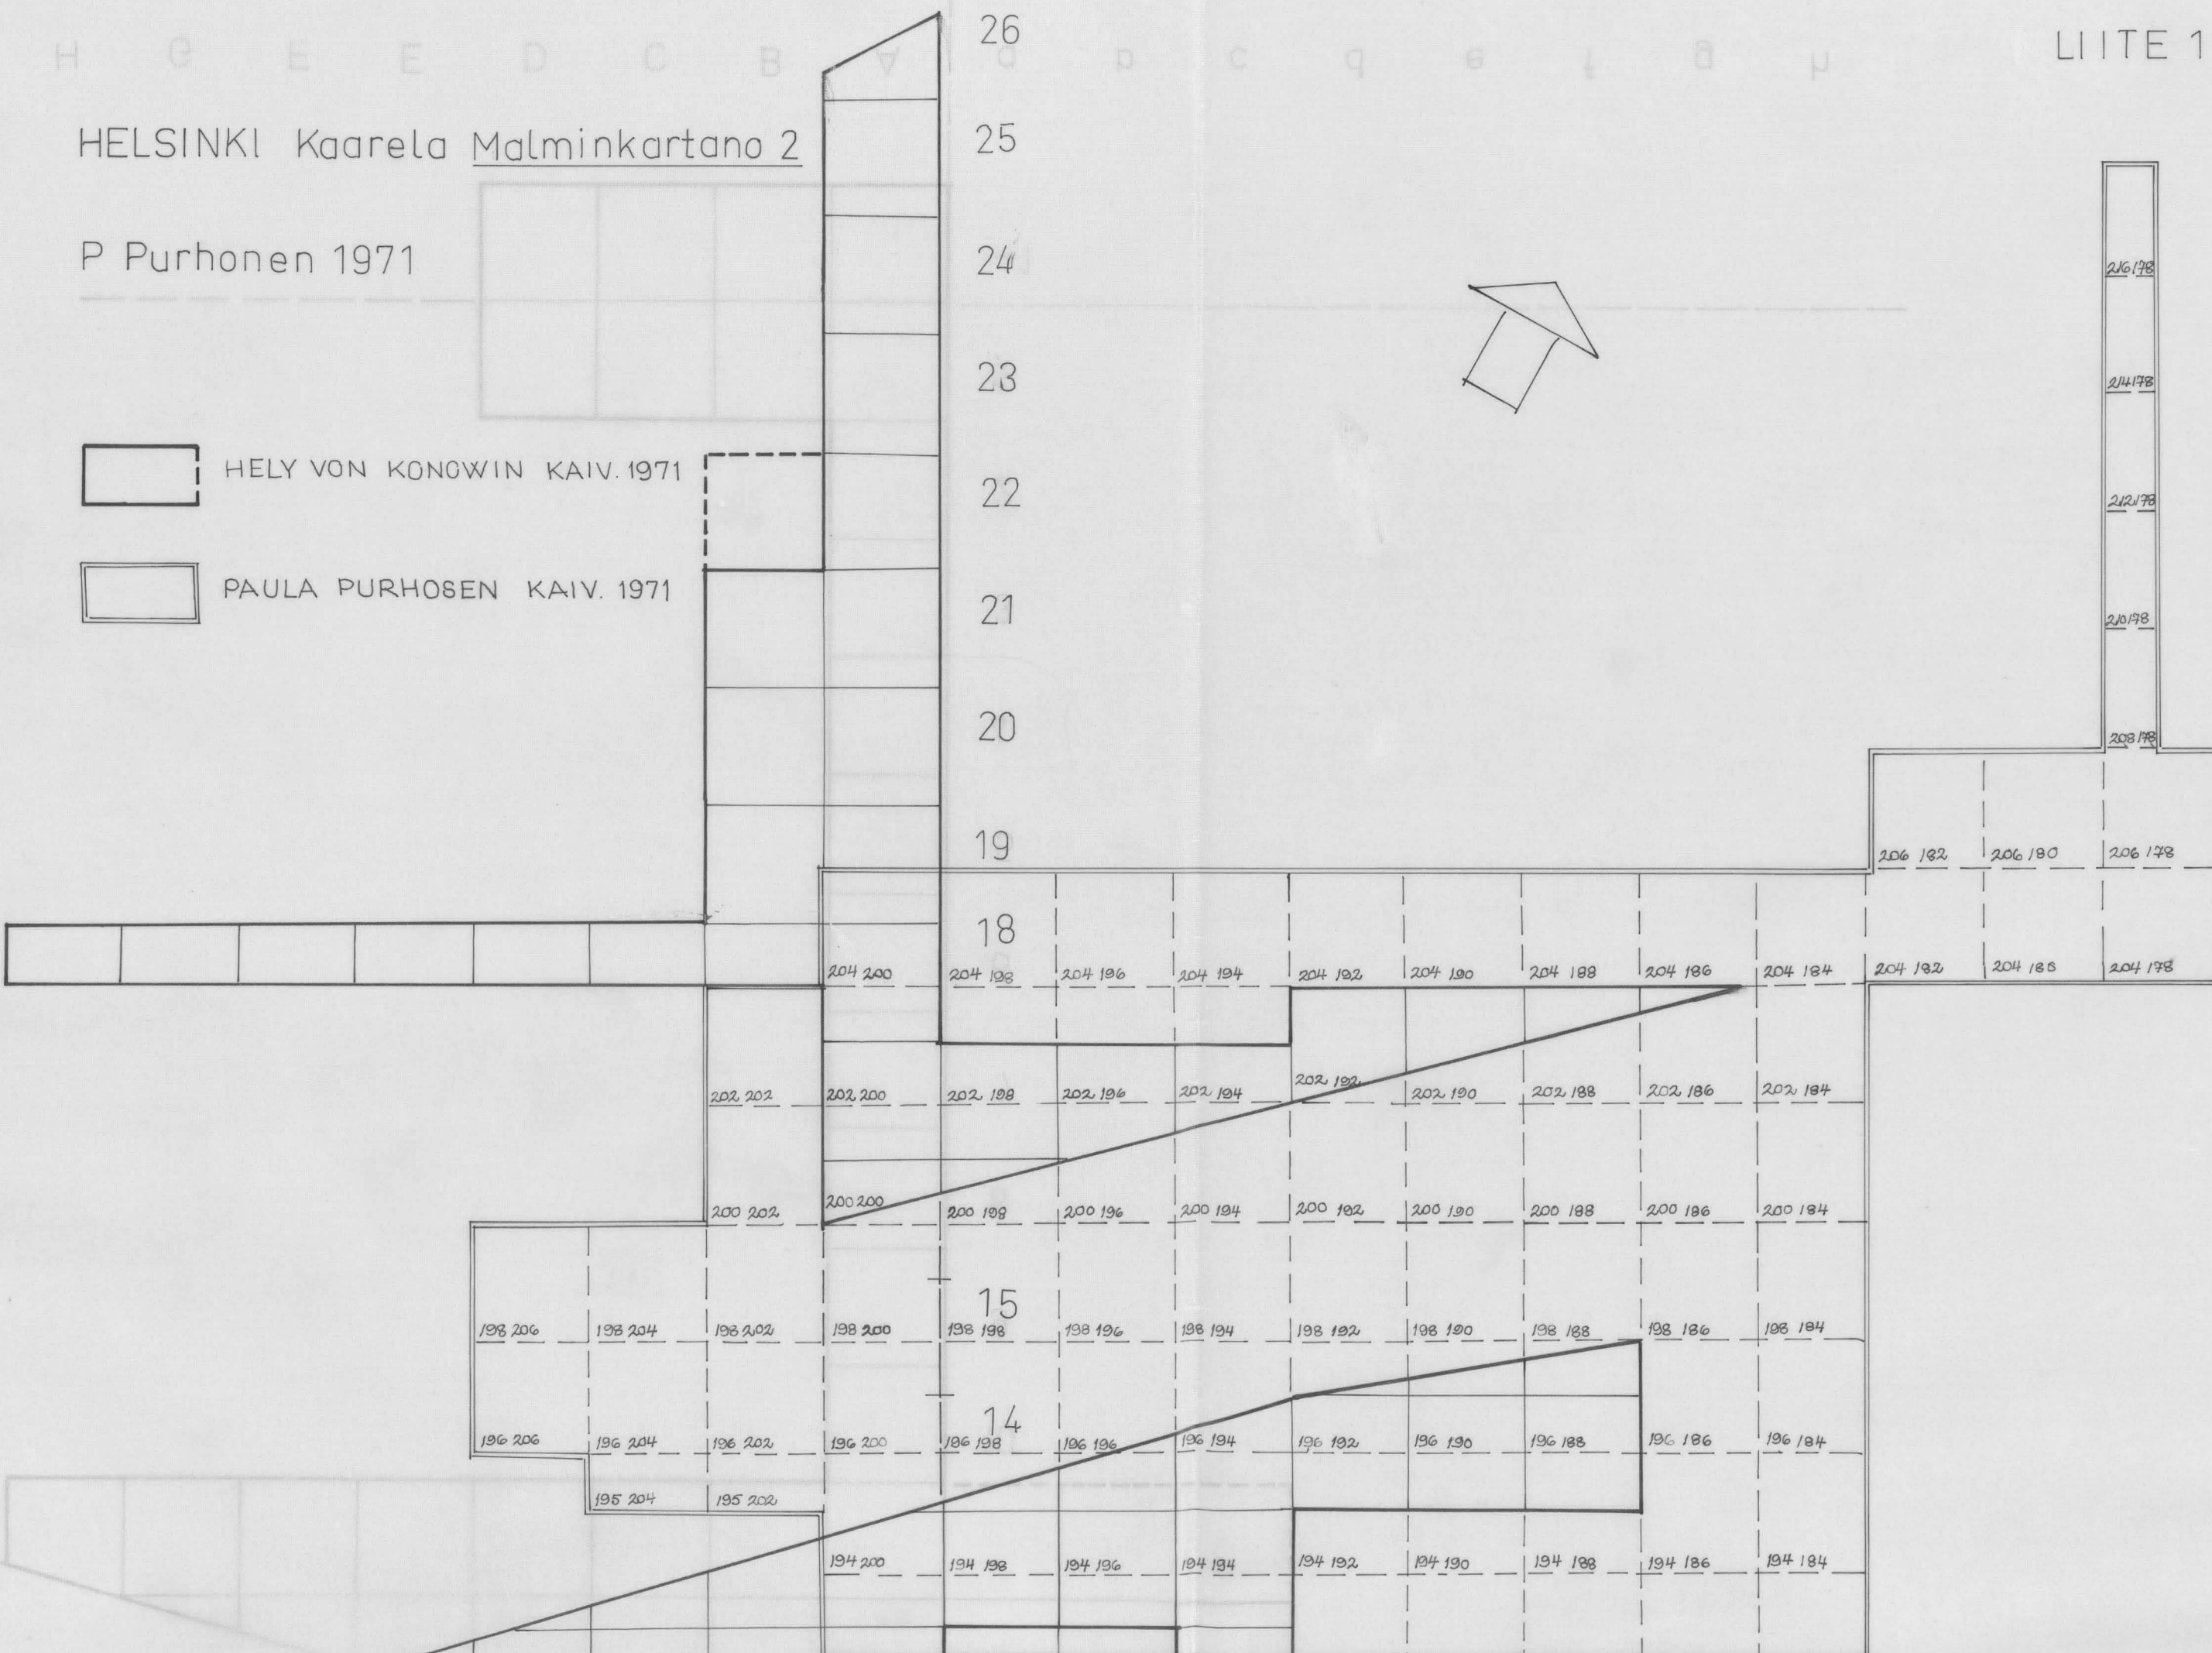 LIITE 1
HELSINKI Kaarela Malminkartano 2
P Purhonen 1971
HELY VON KONOWIN KAIV. 1971
PAULA PURHOSEN KAIV. 1971
26
25
24
23
22
21
20
19
18
15
14
216/78
214178
212178
210178
208178
206 182 206 180 206 178
204 200 204 198 204 196 204 194 204 192 204 190 204 188 204 186 204 184 204 182 204 180 204 178
202 202 202 200 202 198 202 196 202 194 202 192 202 190 202 188 202 186 202 184
200 202 200 200 200 198 200 196 200 194 200 192 200 190 200 188 200 186 200 184
198 206 198 204 198 202 198 200 198 198 198 196 198 194 198 192 198 190 198 188 198 186 198 184
196 206 196 204 196 202 196 200 196 198 196 196 196 194 196 192 196 190 196 188 196 186 196 184
195 204 195 202
194 200 194 198 194 196 194 194 194 192 194 190 194 188 194 186 194 184